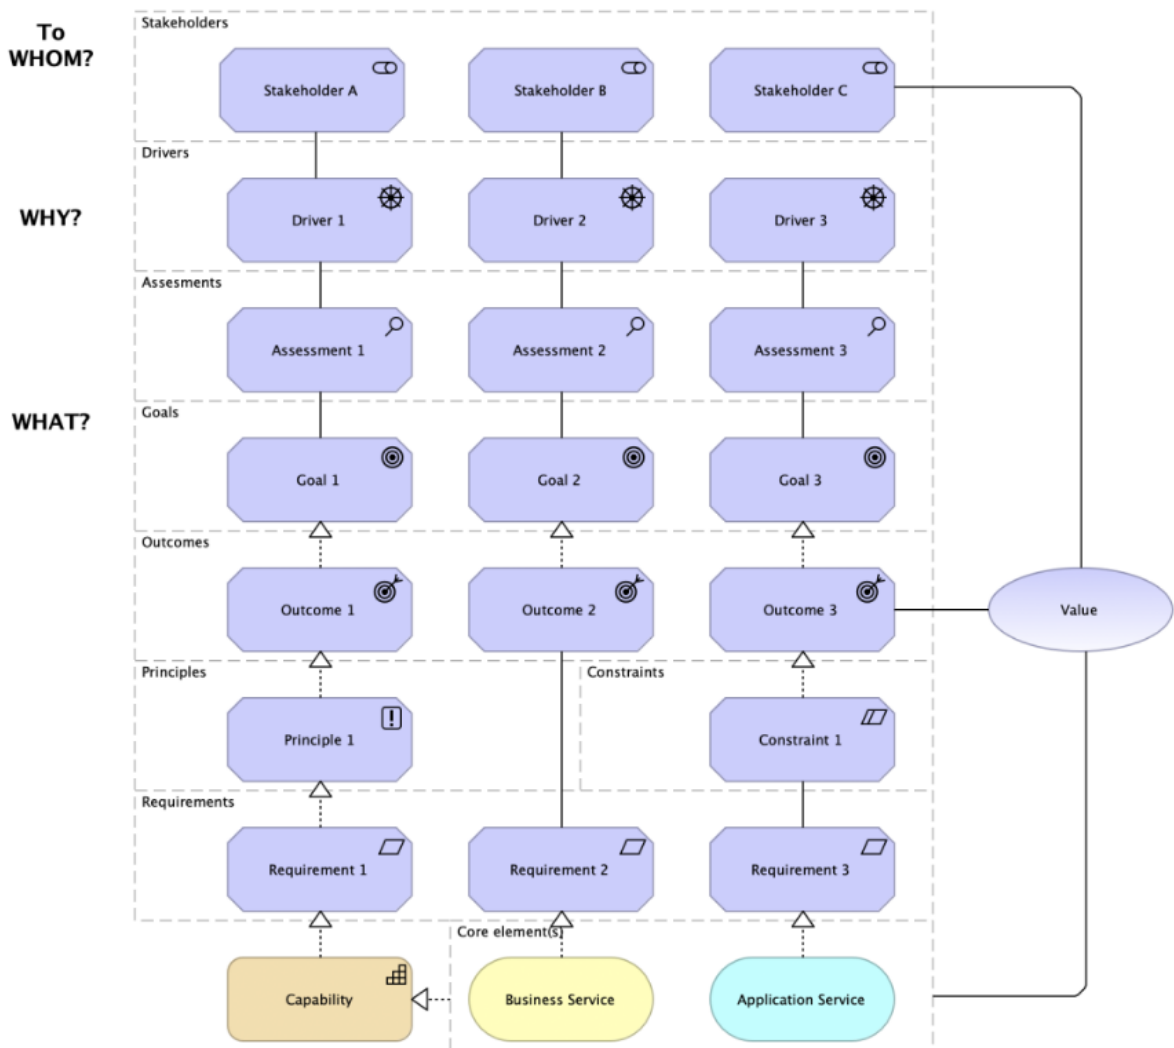 To
WHOM?
Stakeholders
Stakeholder A
Stakeholder B
Stakeholder C
Drivers
WHY?
Driver 1
Driver 2
Driver 3
Assesments
Assessment 1
Assessment 2
Assessment 3
WHAT?
Goals
Goal 1
Goal 2
Goal 3
Outcomes
Outcome 1
Outcome 2
Outcome 3
Value
Principles
Constraints
Principle 1
Constraint 1
Requirements
Requirement 1
Requirement 2
Requirement 3
Core element(s)
Capability
Business Service
Application Service